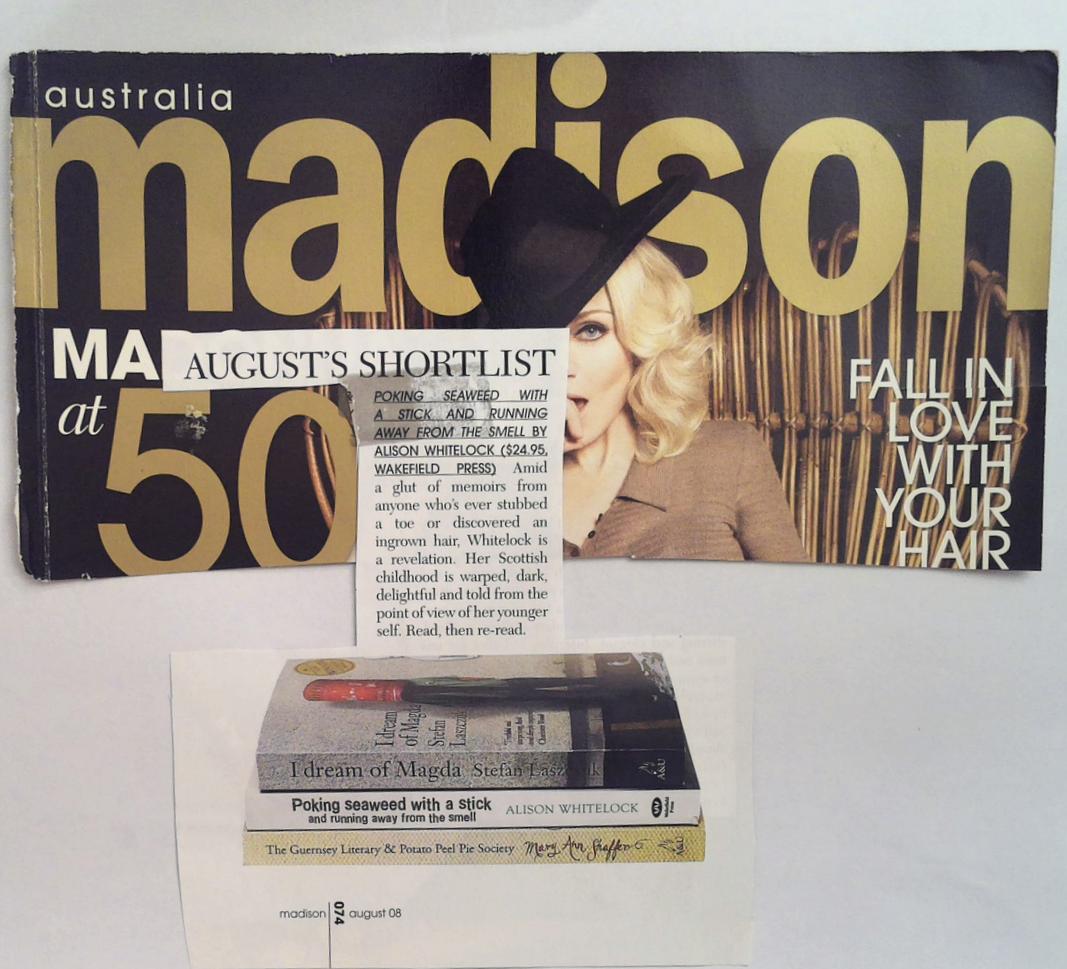 australia
madison
MA
at
50
FALL IN
LOVE
WITH
YOUR
HAIR
AUGUST'S SHORTLIST
POKING SEAWEED WITH
A STICK AND RUNNING
AWAY FROM THE SMELL BY
ALISON WHITELOCK ($24.95,
WAKEFIELD PRESS) Amid
a glut of memoirs from
anyone who's ever stubbed
a toe or discovered an
ingrown hair, Whitelock is
a revelation. Her Scottish
childhood is warped, dark,
delightful and told from the
point of view of her younger
self. Read, then re-read.
I dream
of Magda
Stefan
I dream of Magda Stefan
A&U
Poking seaweed with a stick ALISON WHITELOCK
and running away from the smell
Wakefield
Press
The Guernsey Literary & Potato Peel Pie Society Mary Ann Shaffer
A&U
madison 074 august 08